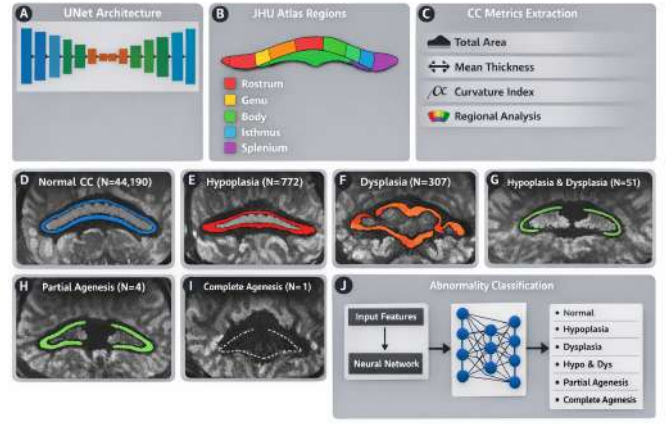 A UNet Architecture
B JHU Atlas Regions
Rostrum
Genu
Body
Isthmus
Splenium
C CC Metrics Extraction
Total Area
Mean Thickness
∝ Curvature Index
Regional Analysis
D Normal CC (N=44,190)
E Hypoplasia (N=772)
F Dysplasia (N=307)
G Hypoplasia & Dysplasia (N=51)
H Partial Agenesis (N=4)
I Complete Agenesis (N=1)
J Abnormality Classification
Input Features
Neural Network
• Normal
• Hypoplasia
• Dysplasia
• Hypo & Dys
• Partial Agenesis
• Complete Agenesis